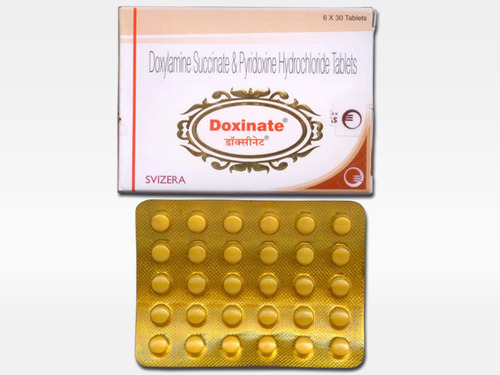 6 X 30 Tablets
Doxylamine Succinate & Pyridoxine Hydrochloride Tablets
Doxinate®
डॉक्सीनेट®
SVIZERA